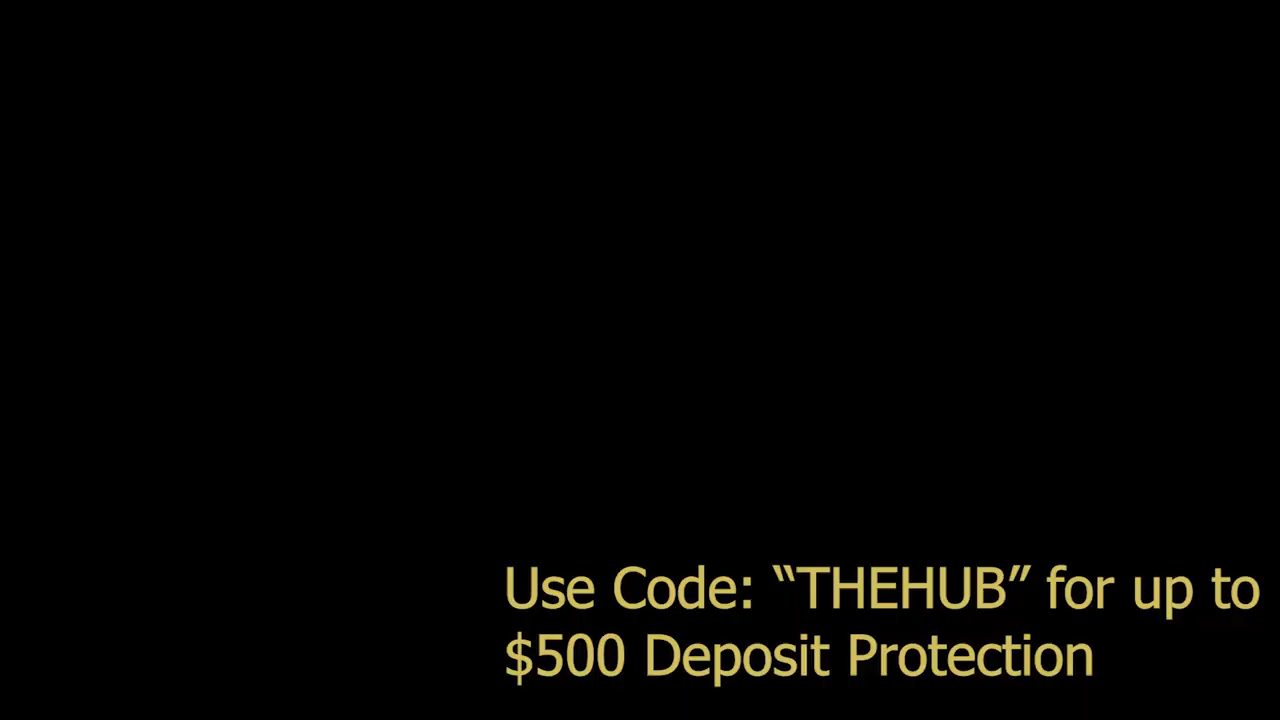 Use Code: “THEHUB” for up to
$500 Deposit Protection